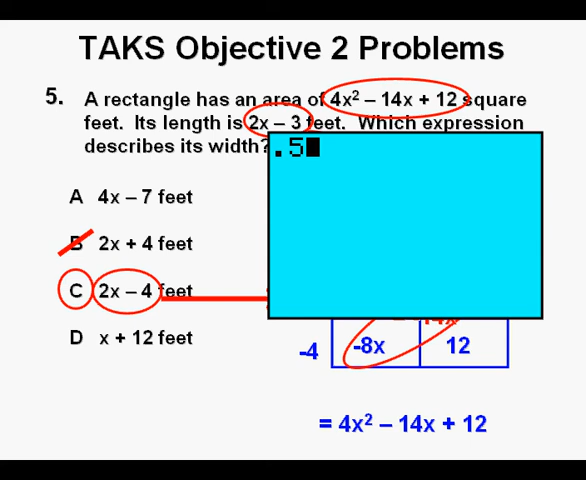 TAKS Objective 2 Problems
5. A rectangle has an area of 4x² – 14x + 12 square
feet. Its length is 2x – 3 feet. Which expression
describes its width?
.5
A 4x – 7 feet
B 2x + 4 feet
C 2x – 4 feet
D x + 12 feet
-4 -8x 12
= 4x² – 14x + 12